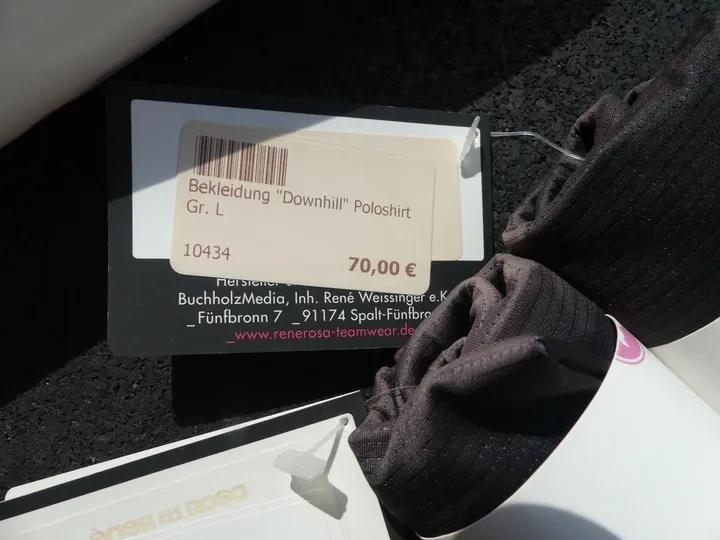 Bekleidung "Downhill" Poloshirt
Gr. L
10434
70,00 €
Hersteller
BuchholzMedia, Inh. René Weissinger e.K
_Fünfbronn 7 _91174 Spalt-Fünfbro
_www.renerosa-teamwear.de